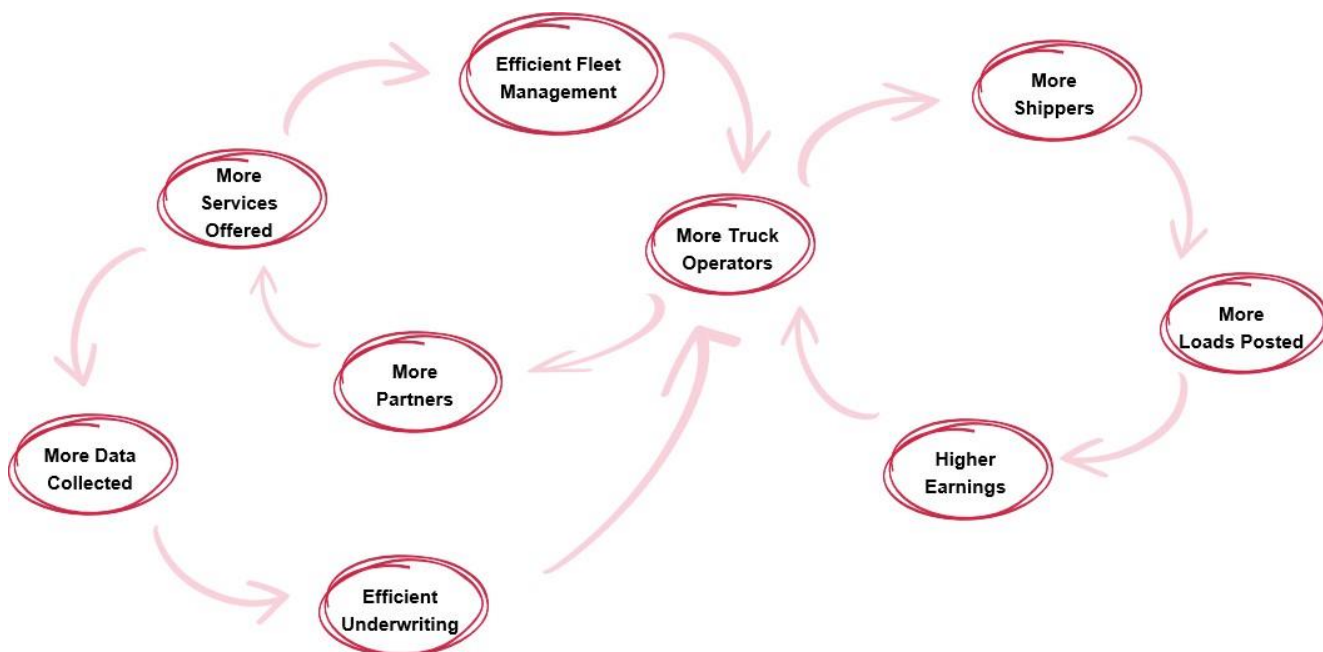 Efficient Fleet
Management
More
Shippers
More
Services
Offered
More Truck
Operators
More
Loads Posted
More
Partners
More Data
Collected
Higher
Earnings
Efficient
Underwriting